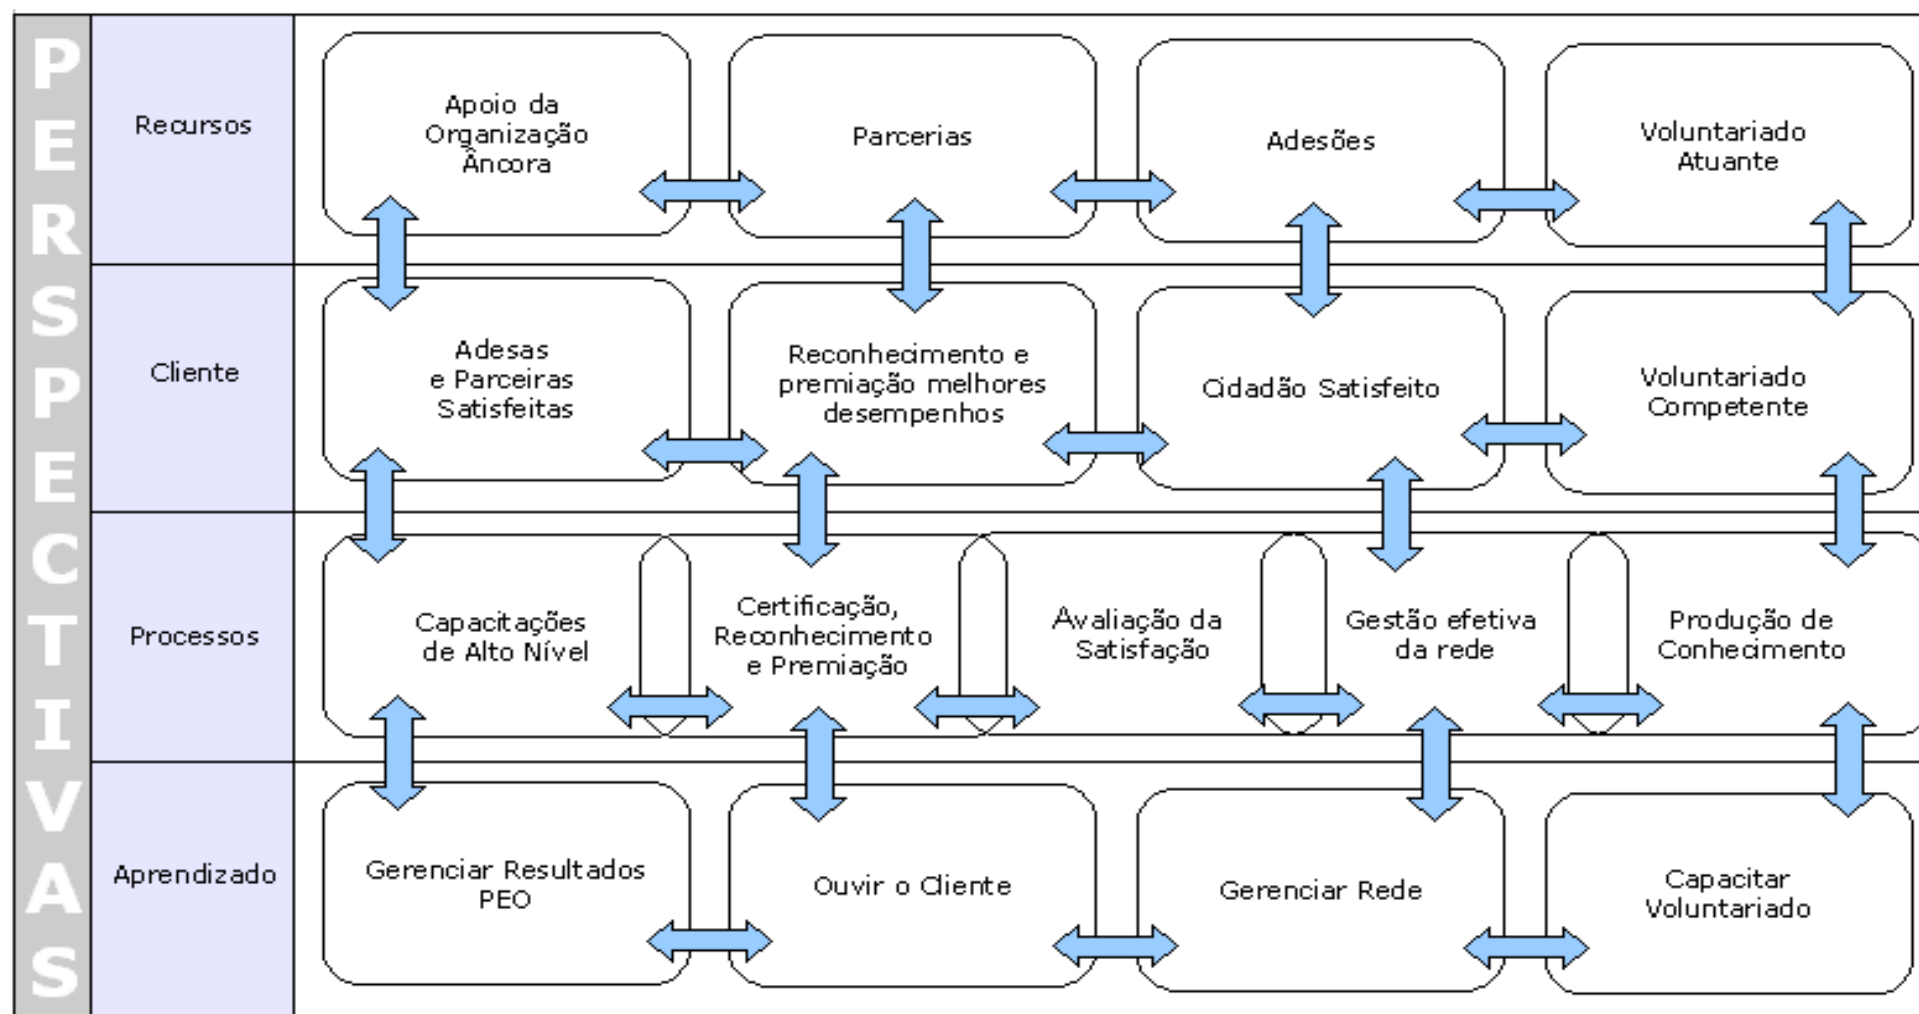 PERSPECTIVAS
Recursos
Apoio da
Organização
Âncora
Parcerias
Adesões
Voluntariado
Atuante
Cliente
Adesas
e Parceiras
Satisfeitas
Reconhecimento e
premiação melhores
desempenhos
Cidadão Satisfeito
Voluntariado
Competente
Processos
Capacitações
de Alto Nível
Certificação,
Reconhecimento
e Premiação
Avaliação da
Satisfação
Gestão efetiva
da rede
Produção de
Conhecimento
Aprendizado
Gerenciar Resultados
PEO
Ouvir o Cliente
Gerenciar Rede
Capacitar
Voluntariado